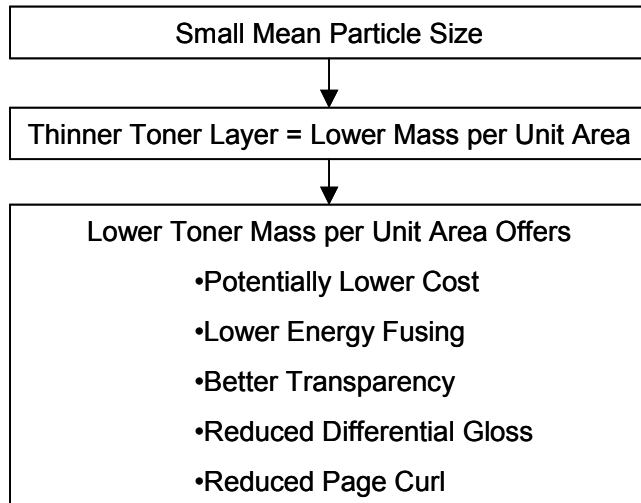 Small Mean Particle Size
Thinner Toner Layer = Lower Mass per Unit Area
Lower Toner Mass per Unit Area Offers
•Potentially Lower Cost
•Lower Energy Fusing
•Better Transparency
•Reduced Differential Gloss
•Reduced Page Curl